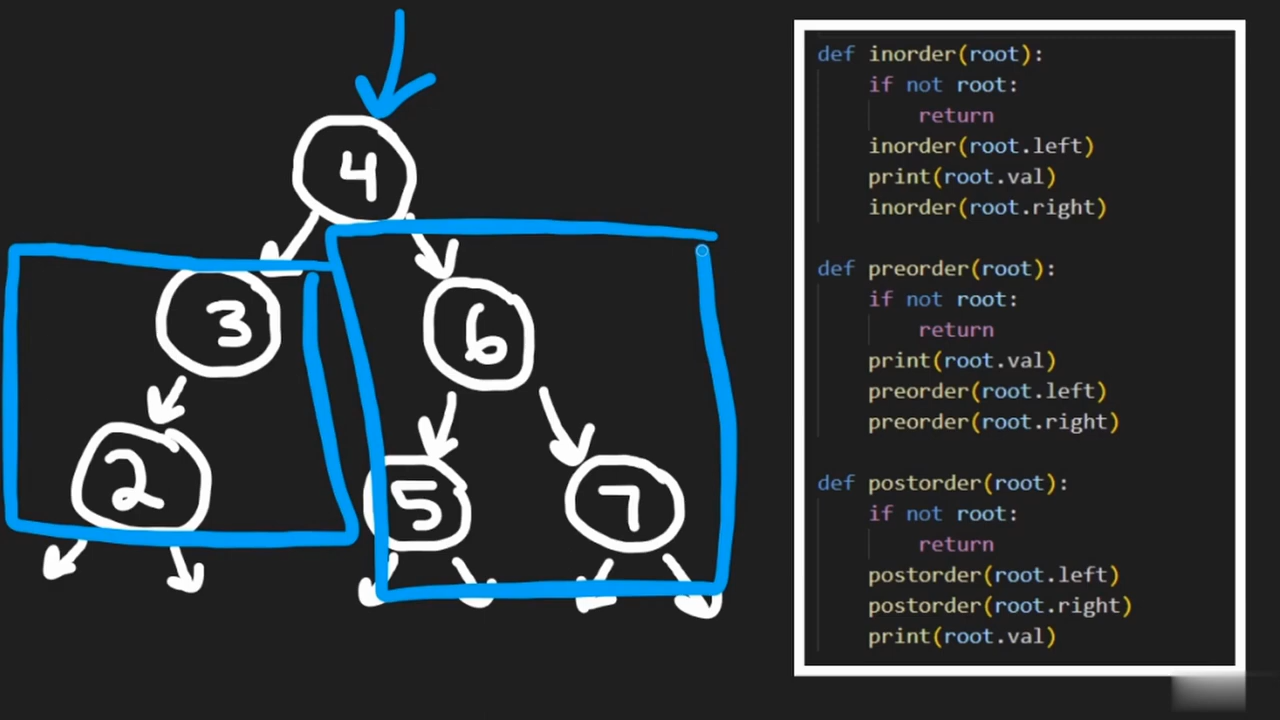 4
3
6
2
5
7
def inorder(root):
    if not root:
        return
    inorder(root.left)
    print(root.val)
    inorder(root.right)
def preorder(root):
    if not root:
        return
    print(root.val)
    preorder(root.left)
    preorder(root.right)
def postorder(root):
    if not root:
        return
    postorder(root.left)
    postorder(root.right)
    print(root.val)